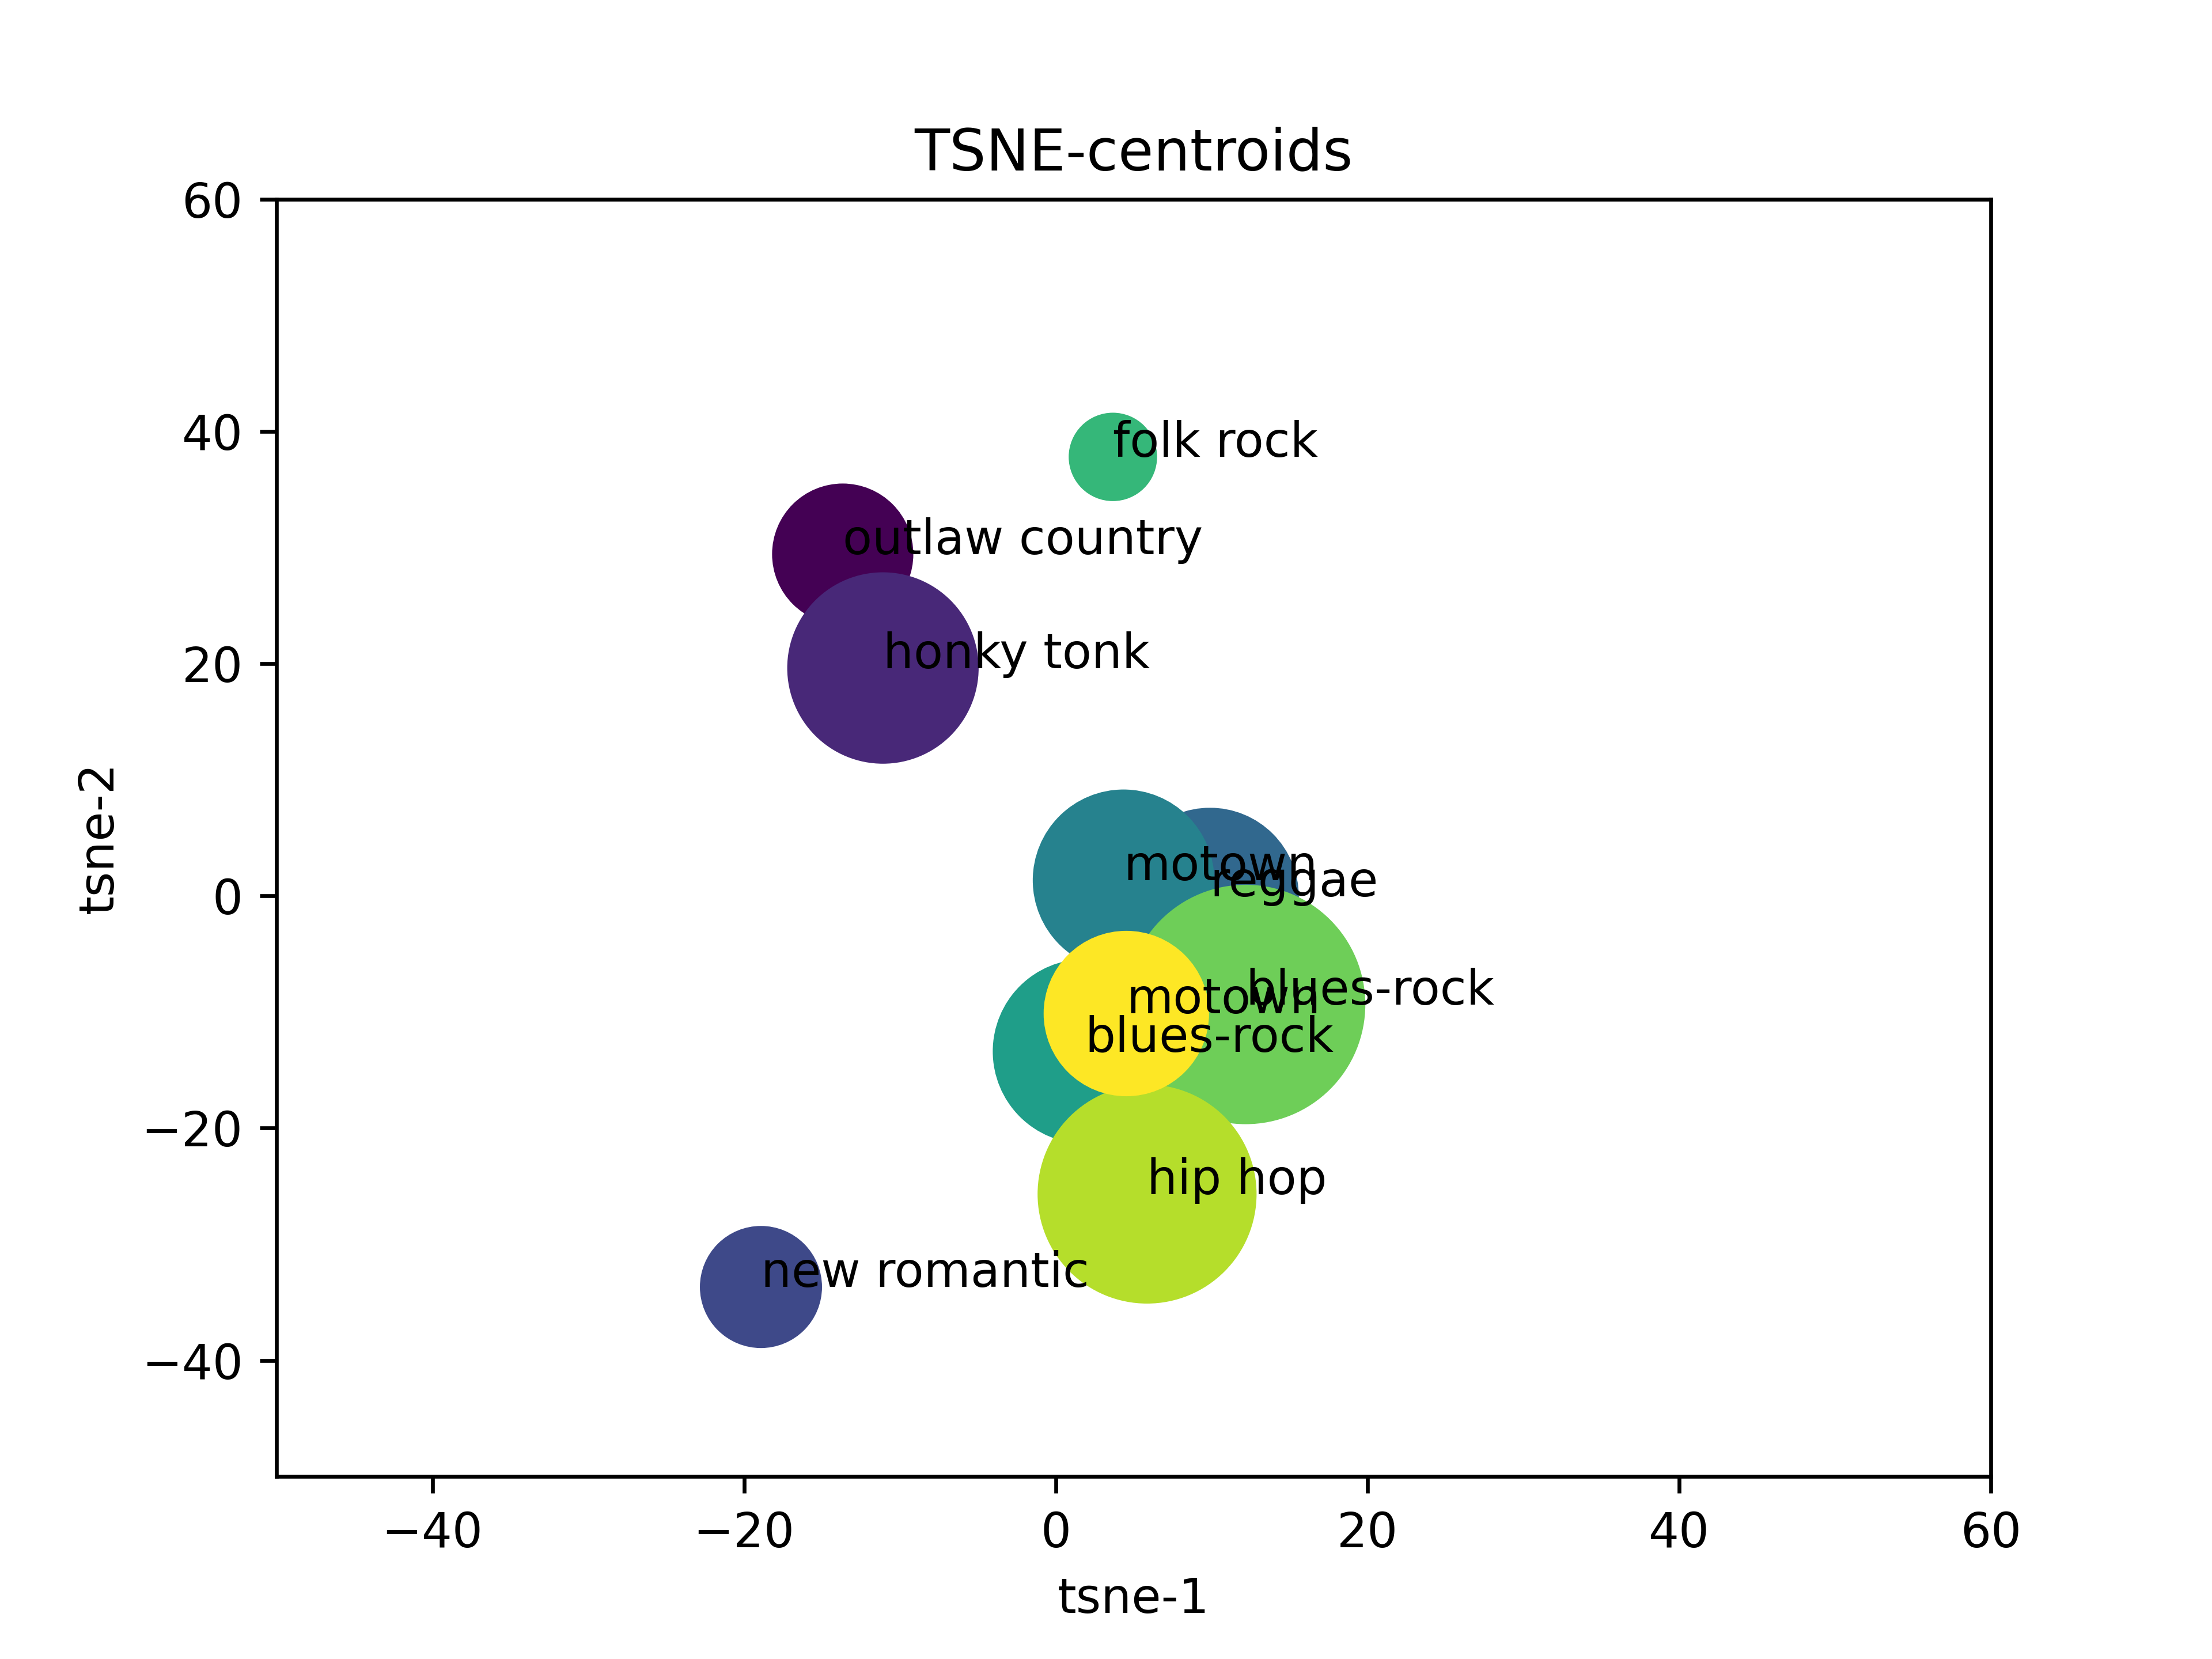 TSNE-centroids
60
40
20
0
−20
−40
tsne-2
folk rock
outlaw country
honky tonk
motown
reggae
blues-rock
motown
blues-rock
hip hop
new romantic
−40 −20 0 20 40 60
tsne-1